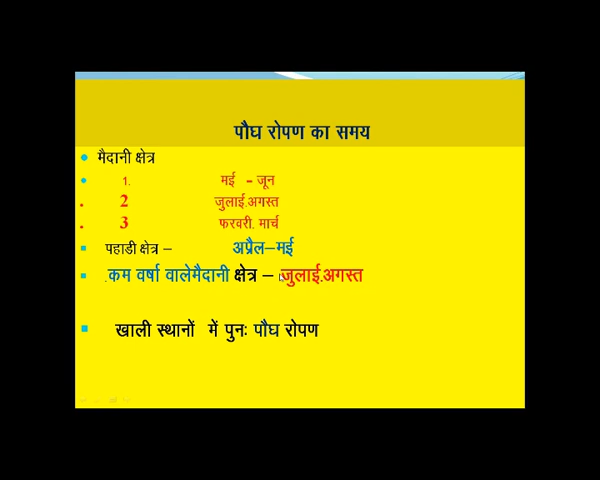 पौघ रोपण का समय
मैदानी क्षेत्र
1. मई - जून
2 जुलाई.अगस्त
3 फरवरी. मार्च
पहाडी क्षेत्र – अप्रैल–मई
.कम वर्षा वालेमैदानी क्षेत्र – जुलाई.अगस्त
खाली स्थानों में पुनः पौघ रोपण